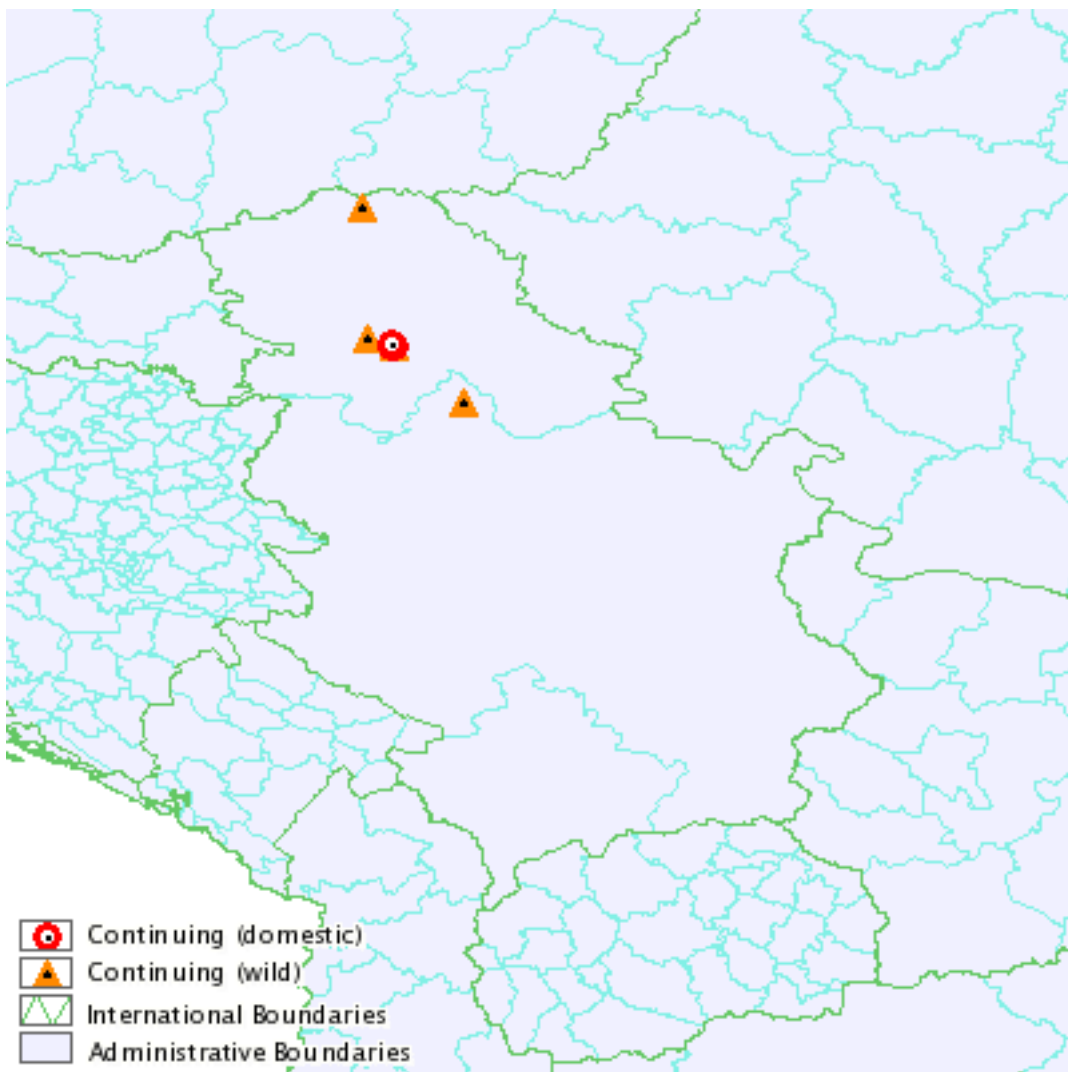 Continuing (domestic)
Continuing (wild)
International Boundaries
Administrative Boundaries